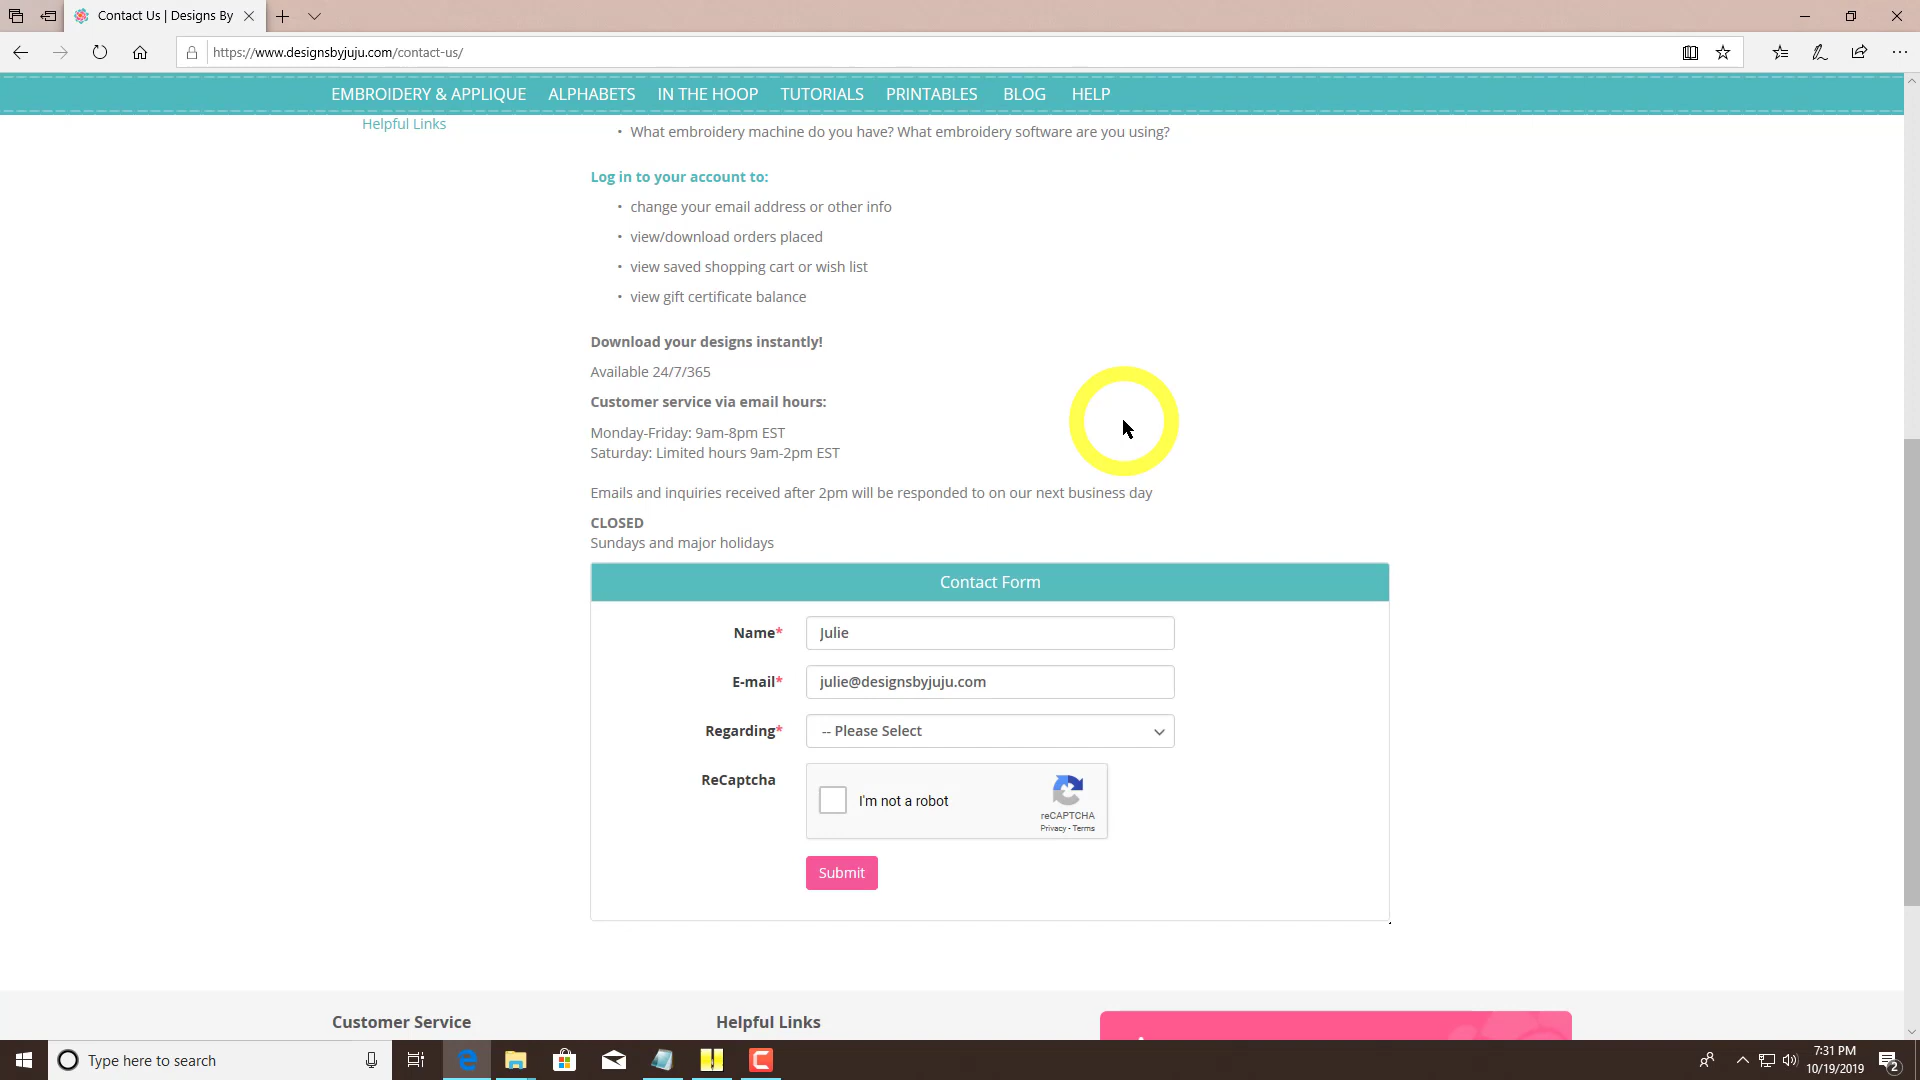 Contact Us | Designs By
https://www.designsbyjuju.com/contact-us/
EMBROIDERY & APPLIQUE ALPHABETS IN THE HOOP TUTORIALS PRINTABLES BLOG HELP
Helpful Links
• What embroidery machine do you have? What embroidery software are you using?
Log in to your account to:
• change your email address or other info
• view/download orders placed
• view saved shopping cart or wish list
• view gift certificate balance
Download your designs instantly!
Available 24/7/365
Customer service via email hours:
Monday-Friday: 9am-8pm EST
Saturday: Limited hours 9am-2pm EST
Emails and inquiries received after 2pm will be responded to on our next business day
CLOSED
Sundays and major holidays
Contact Form
Name* Julie
E-mail* julie@designsbyjuju.com
Regarding* -- Please Select
ReCaptcha
I'm not a robot
reCAPTCHA
Privacy - Terms
Submit
Customer Service
Helpful Links
Type here to search
7:31 PM
10/19/2019
2